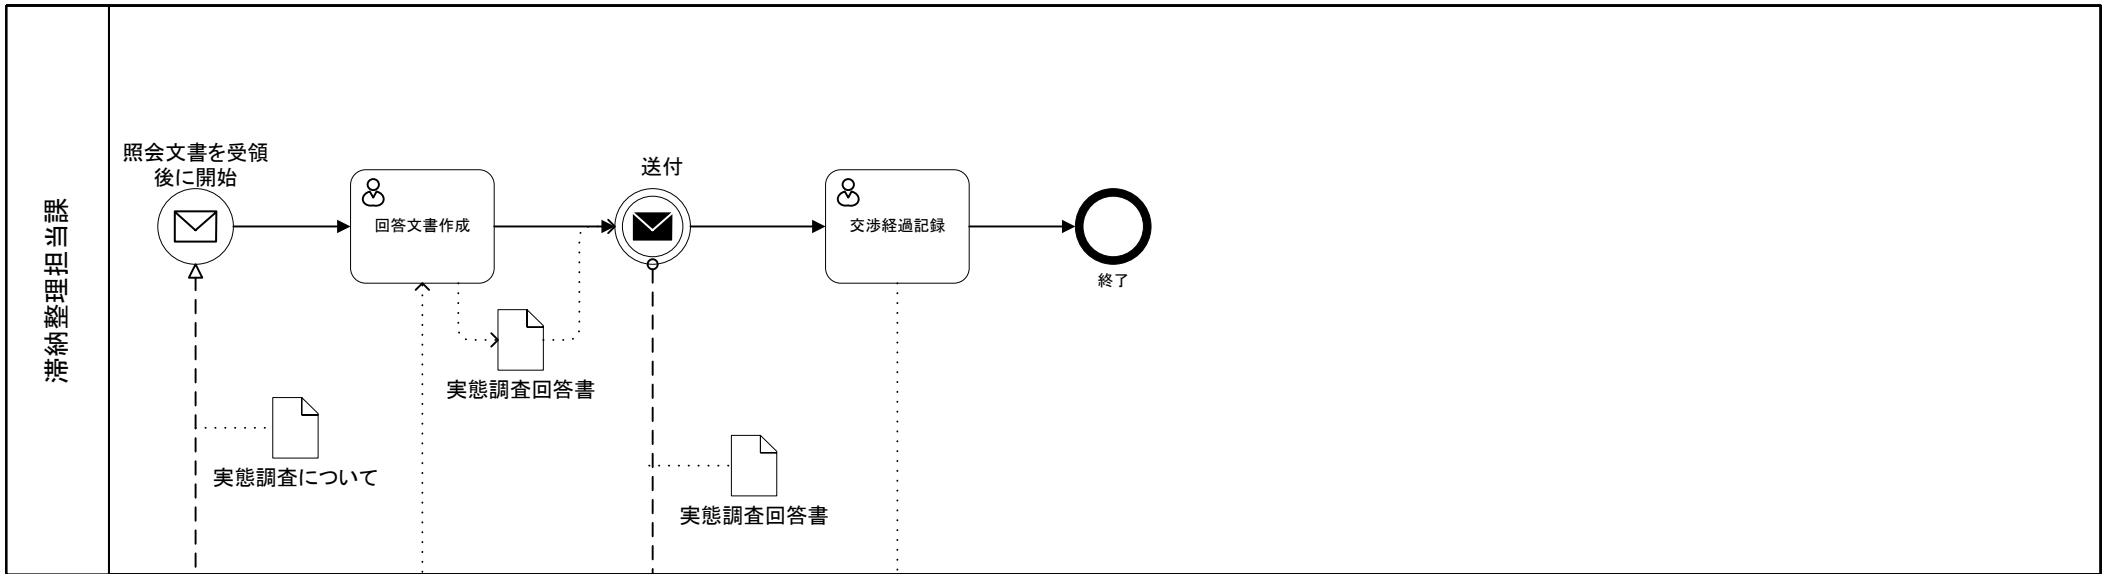 滞納整理担当課
照会文書を受領
後に開始
回答文書作成
送付
交渉経過記録
終了
実態調査回答書
実態調査について
実態調査回答書